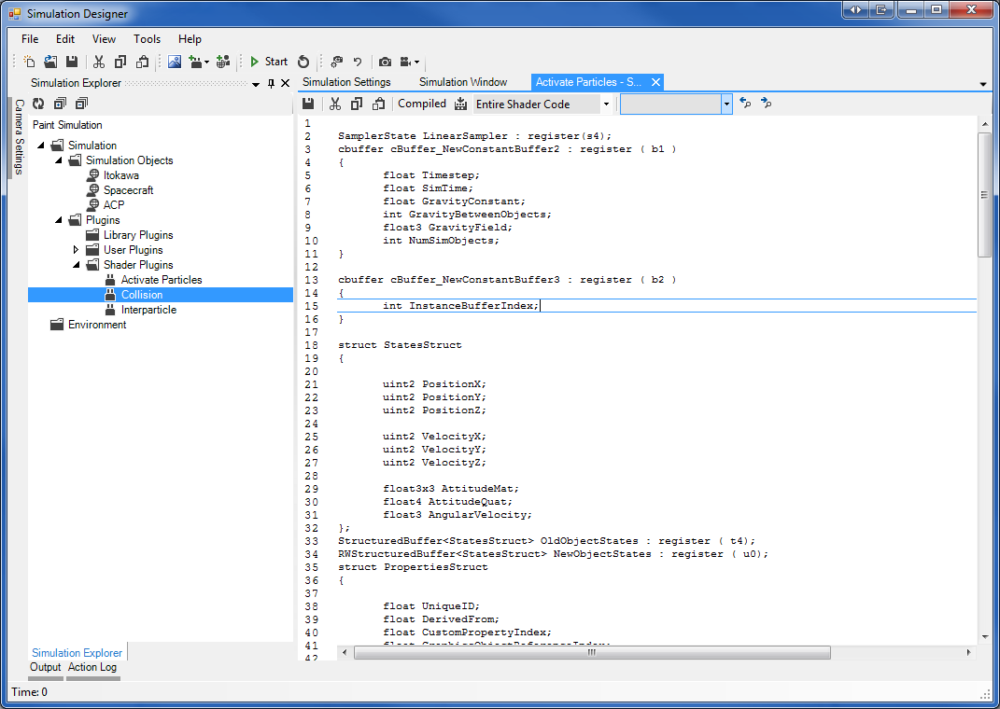 Simulation Designer
File Edit View Tools Help
Start
Simulation Explorer
Simulation Settings Simulation Window Activate Particles - S...
Compiled Entire Shader Code
Camera Settings
Paint Simulation
Simulation
Simulation Objects
Itokawa
Spacecraft
ACP
Plugins
Library Plugins
User Plugins
Shader Plugins
Activate Particles
Collision
Interparticle
Environment
1
2 SamplerState LinearSampler : register(s4);
3 cbuffer cBuffer_NewConstantBuffer2 : register ( b1 )
4 {
5 float Timestep;
6 float SimTime;
7 float GravityConstant;
8 int GravityBetweenObjects;
9 float3 GravityField;
10 int NumSimObjects;
11 }
12
13 cbuffer cBuffer_NewConstantBuffer3 : register ( b2 )
14 {
15 int InstanceBufferIndex;
16 }
17
18 struct StatesStruct
19 {
20
21 uint2 PositionX;
22 uint2 PositionY;
23 uint2 PositionZ;
24
25 uint2 VelocityX;
26 uint2 VelocityY;
27 uint2 VelocityZ;
28
29 float3x3 AttitudeMat;
30 float4 AttitudeQuat;
31 float3 AngularVelocity;
32 };
33 StructuredBuffer<StatesStruct> OldObjectStates : register ( t4);
34 RWStructuredBuffer<StatesStruct> NewObjectStates : register ( u0);
35 struct PropertiesStruct
36 {
37
38 float UniqueID;
39 float DerivedFrom;
40 float CustomPropertyIndex;
41 float GraphicsObjectReferenceIndex;
42
Simulation Explorer
Output Action Log
Time: 0